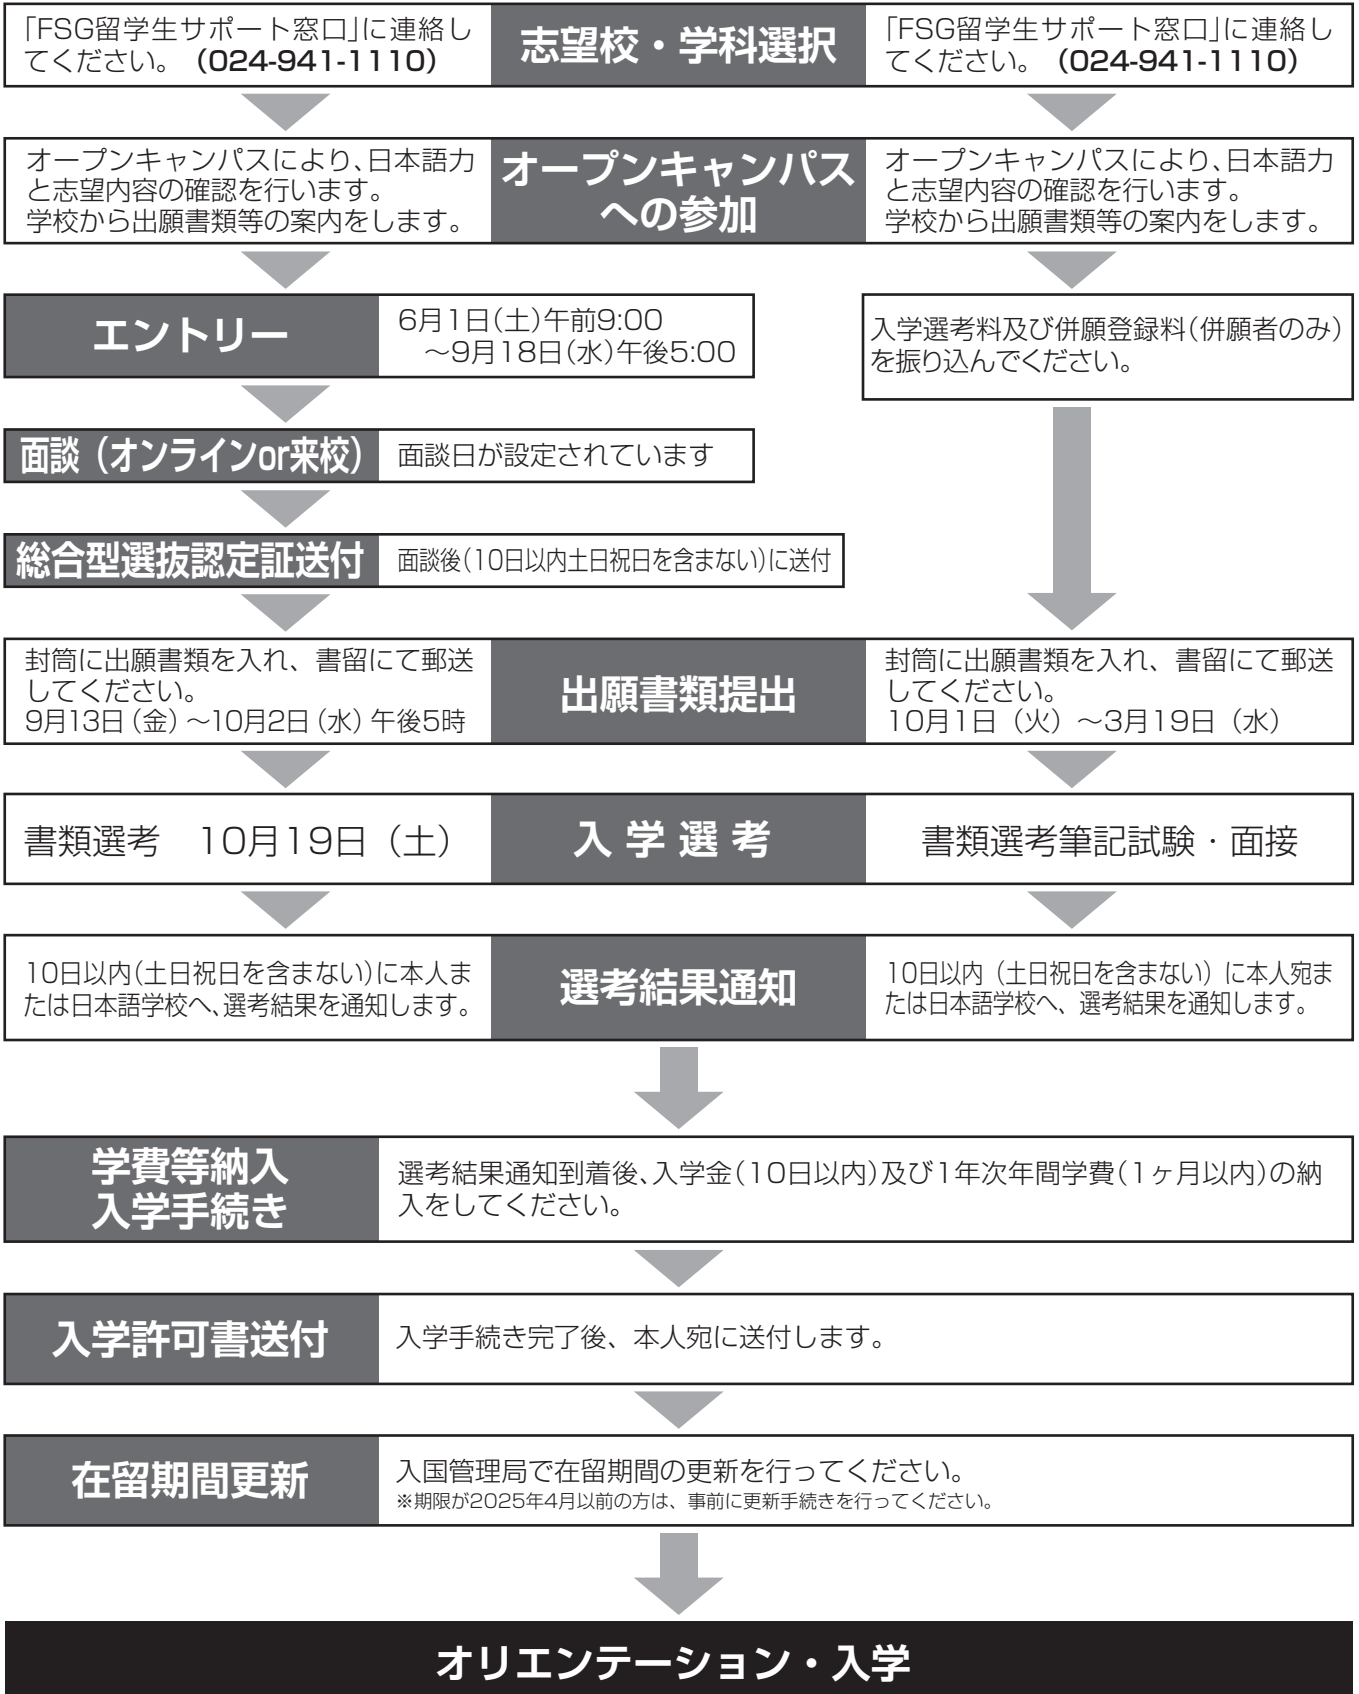 「FSG留学生サポート窓口」に連絡し
てください。（024-941-1110）
志望校・学科選択
「FSG留学生サポート窓口」に連絡し
てください。（024-941-1110）
オープンキャンパスにより、日本語力
と志望内容の確認を行います。
学校から出願書類等の案内をします。
オープンキャンパス
への参加
オープンキャンパスにより、日本語力
と志望内容の確認を行います。
学校から出願書類等の案内をします。
エントリー
6月1日（土）午前9:00
～9月18日（水）午後5:00
入学選考料及び併願登録料（併願者のみ）
を振り込んでください。
面談（オンラインor来校）
面談日が設定されています
総合型選抜認定証送付
面談後（10日以内土日祝日を含まない）に送付
封筒に出願書類を入れ、書留にて郵送
してください。
9月13日（金）～10月2日（水）午後5時
出願書類提出
封筒に出願書類を入れ、書留にて郵送
してください。
10月1日（火）～3月19日（水）
書類選考　10月19日（土）
入 学 選 考
書類選考筆記試験・面接
10日以内（土日祝日を含まない）に本人ま
たは日本語学校へ、選考結果を通知します。
選考結果通知
10日以内（土日祝日を含まない）に本人宛ま
たは日本語学校へ、選考結果を通知します。
学費等納入
入学手続き
選考結果通知到着後、入学金（10日以内）及び1年次年間学費（1ヶ月以内）の納
入をしてください。
入学許可書送付
入学手続き完了後、本人宛に送付します。
在留期間更新
入国管理局で在留期間の更新を行ってください。
※期限が2025年4月以前の方は、事前に更新手続きを行ってください。
オリエンテーション・入学